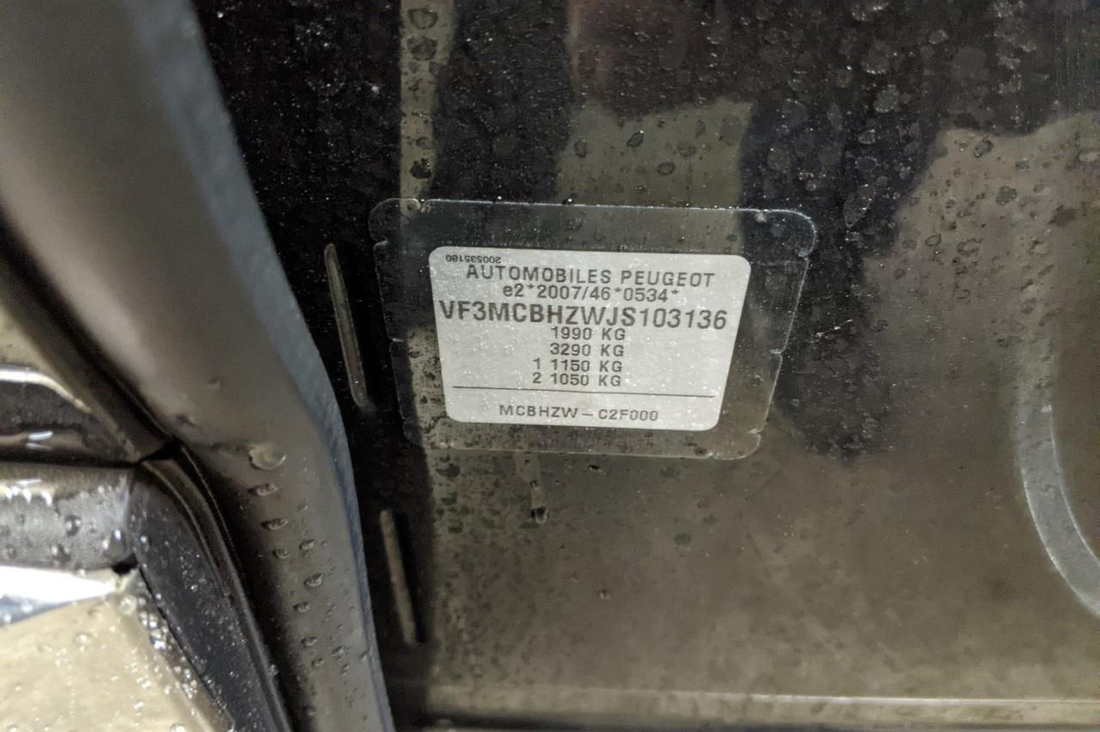 200535180
AUTOMOBILES PEUGEOT
e2*2007/46*0534*
VF3MCBHZWJS103136
1990 KG
3290 KG
1 1150 KG
2 1050 KG
MCBHZW – C2F000